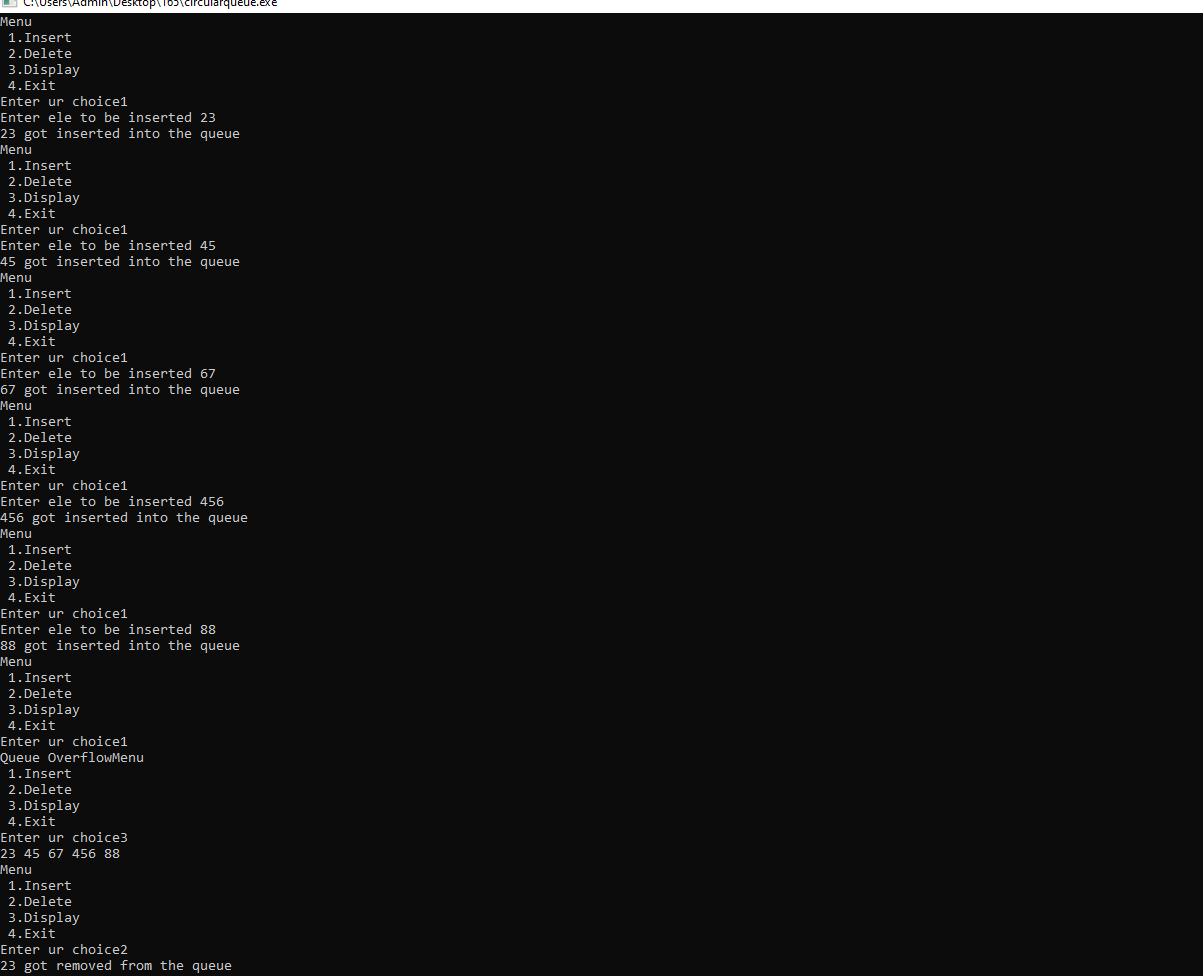 C:\Users\Admin\Desktop\165\circularqueue.exe
Menu
 1.Insert
 2.Delete
 3.Display
 4.Exit
Enter ur choice1
Enter ele to be inserted 23
23 got inserted into the queue
Menu
 1.Insert
 2.Delete
 3.Display
 4.Exit
Enter ur choice1
Enter ele to be inserted 45
45 got inserted into the queue
Menu
 1.Insert
 2.Delete
 3.Display
 4.Exit
Enter ur choice1
Enter ele to be inserted 67
67 got inserted into the queue
Menu
 1.Insert
 2.Delete
 3.Display
 4.Exit
Enter ur choice1
Enter ele to be inserted 456
456 got inserted into the queue
Menu
 1.Insert
 2.Delete
 3.Display
 4.Exit
Enter ur choice1
Enter ele to be inserted 88
88 got inserted into the queue
Menu
 1.Insert
 2.Delete
 3.Display
 4.Exit
Enter ur choice1
Queue OverflowMenu
 1.Insert
 2.Delete
 3.Display
 4.Exit
Enter ur choice3
23 45 67 456 88
Menu
 1.Insert
 2.Delete
 3.Display
 4.Exit
Enter ur choice2
23 got removed from the queue